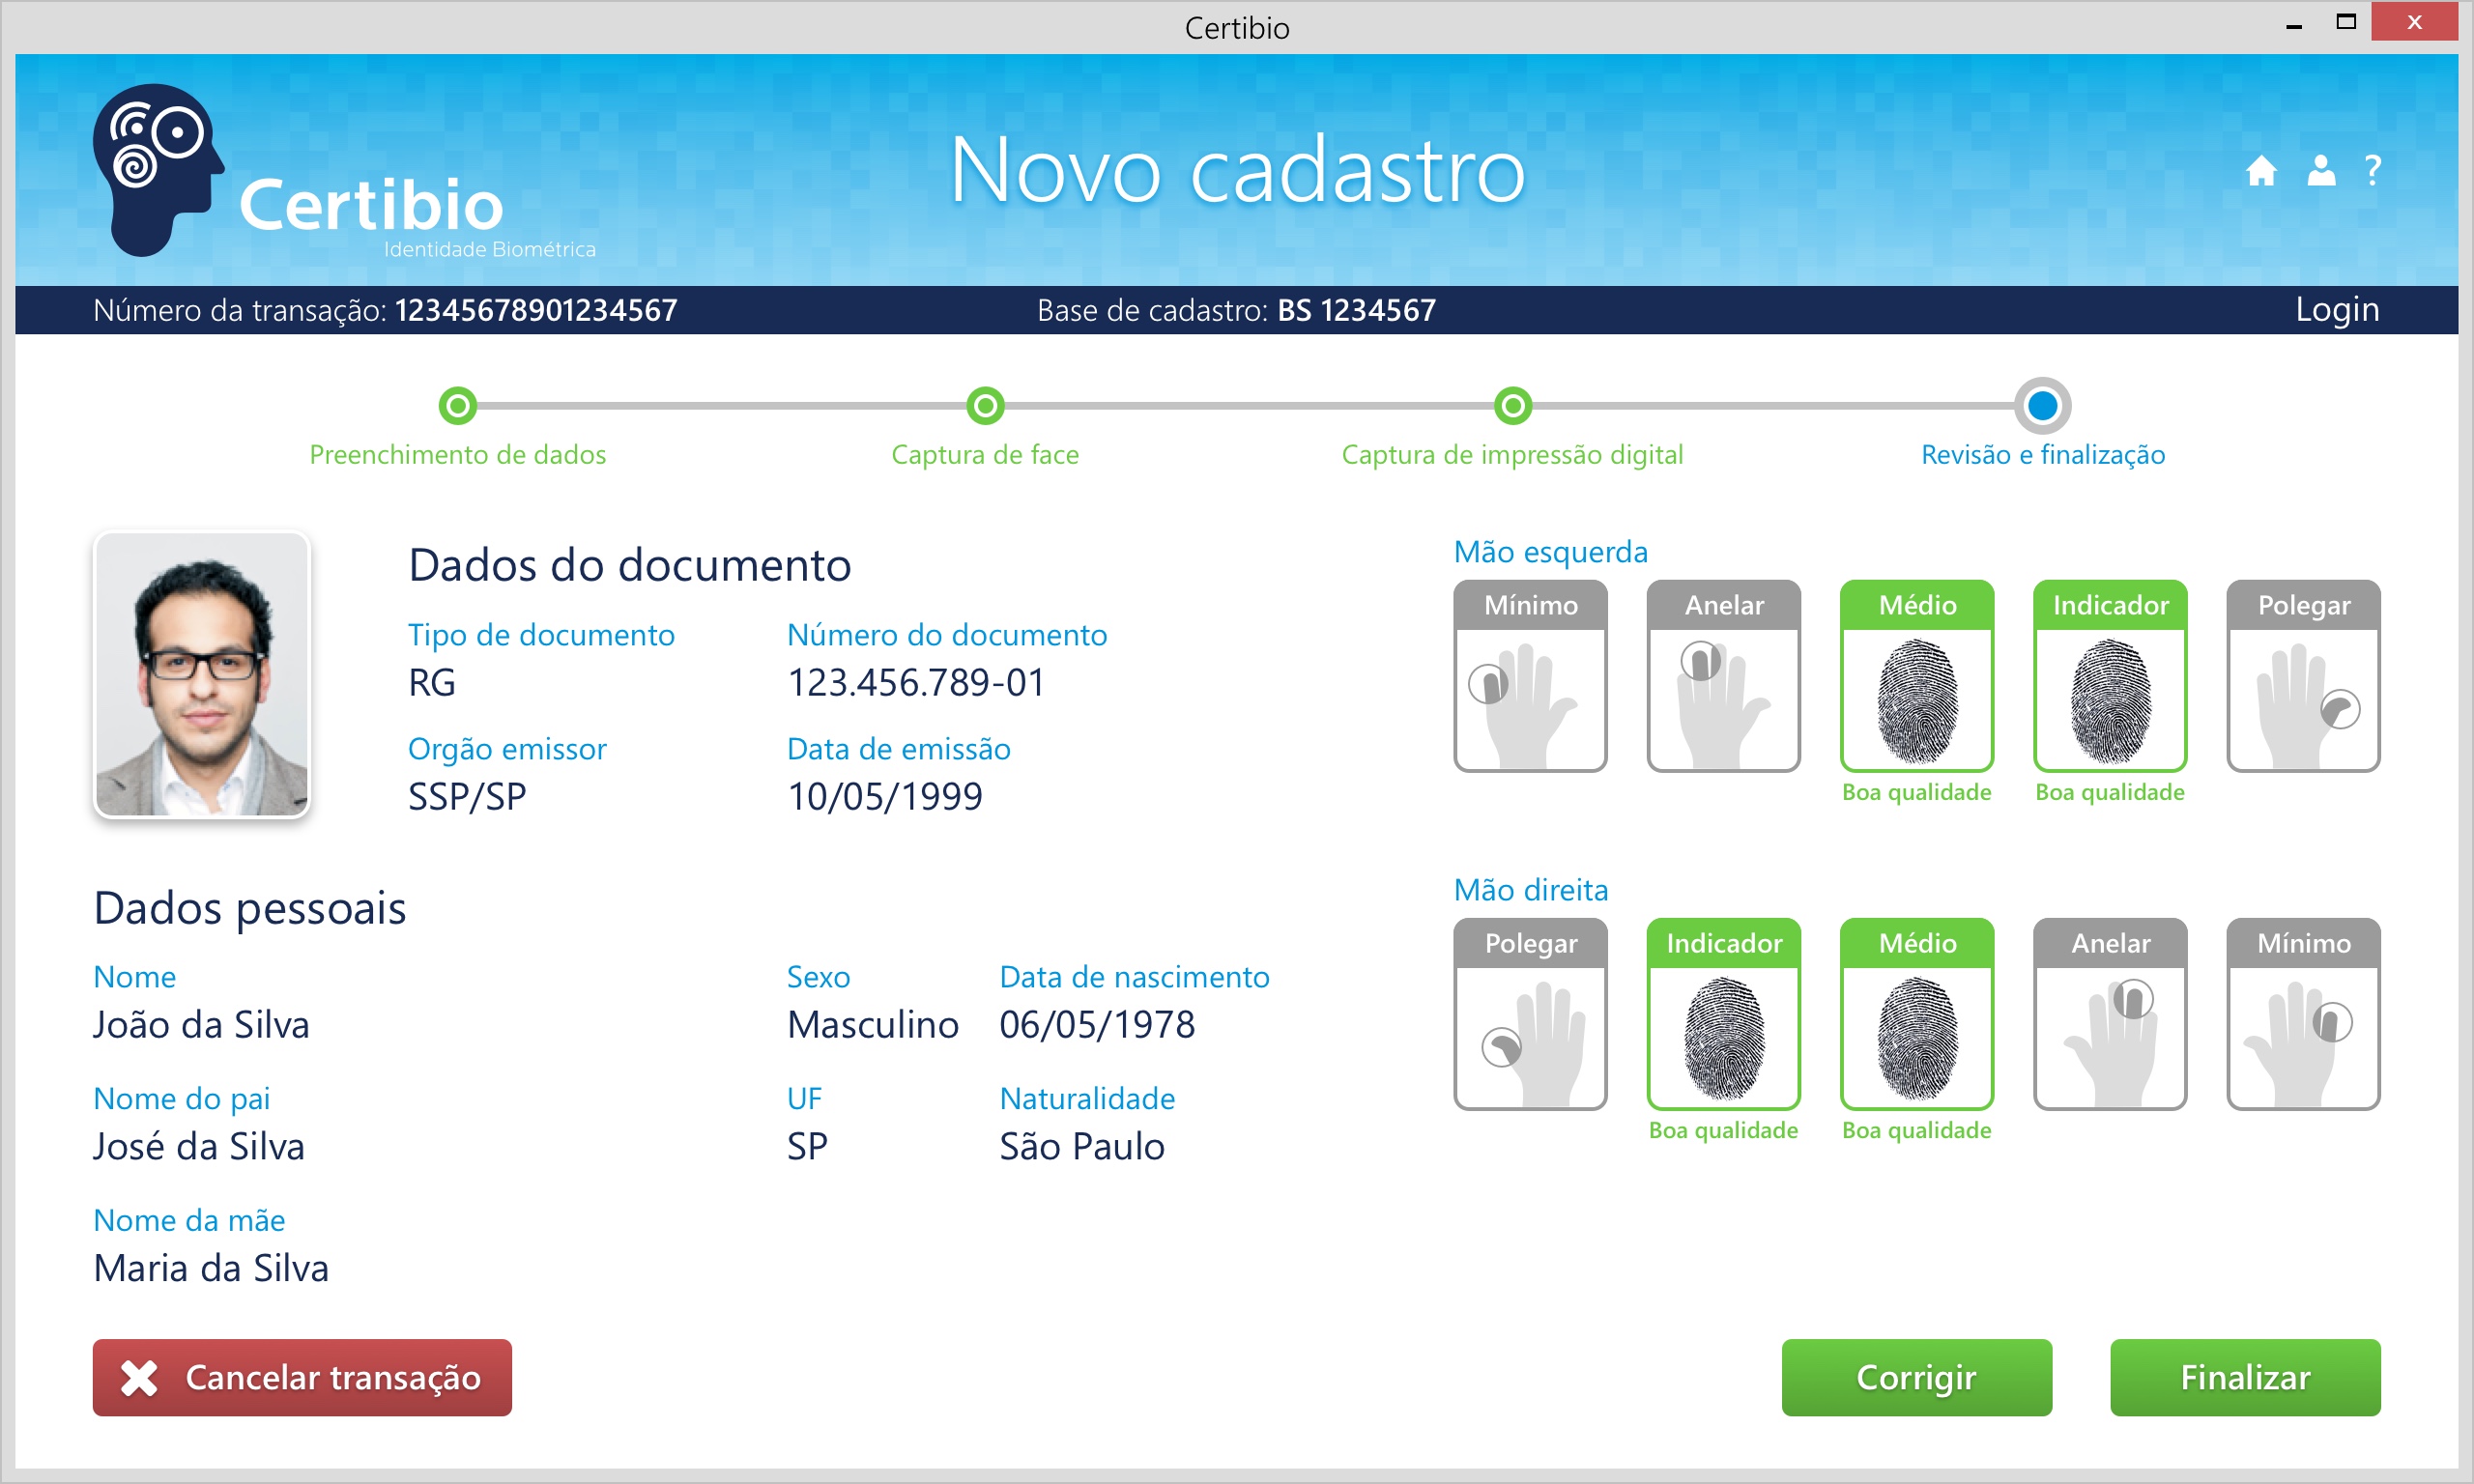 Certibio
Certibio
Identidade Biométrica
Novo cadastro
?
Número da transação: 12345678901234567
Base de cadastro: BS 1234567
Login
Preenchimento de dados
Captura de face
Captura de impressão digital
Revisão e finalização
Dados do documento
Tipo de documento
RG
Número do documento
123.456.789-01
Orgão emissor
SSP/SP
Data de emissão
10/05/1999
Dados pessoais
Nome
João da Silva
Sexo
Masculino
Data de nascimento
06/05/1978
Nome do pai
José da Silva
UF
SP
Naturalidade
São Paulo
Nome da mãe
Maria da Silva
Mão esquerda
Mínimo
Anelar
Médio
Indicador
Polegar
Boa qualidade
Boa qualidade
Mão direita
Polegar
Indicador
Médio
Anelar
Mínimo
Boa qualidade
Boa qualidade
Cancelar transação
Corrigir
Finalizar